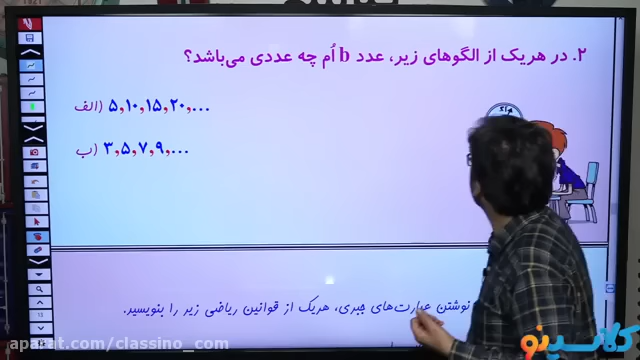 ۲. در هریک از الگوهای زیر، عدد b اُم چه عددی می‌باشد؟
الف) ۵,۱۰,۱۵,۲۰,...
ب) ۳,۵,۷,۹,...
نوشتن عبارت‌های جبری، هریک از قوانین ریاضی زیر را بنویسید.
aparat.com/classino_com
کلاسینو